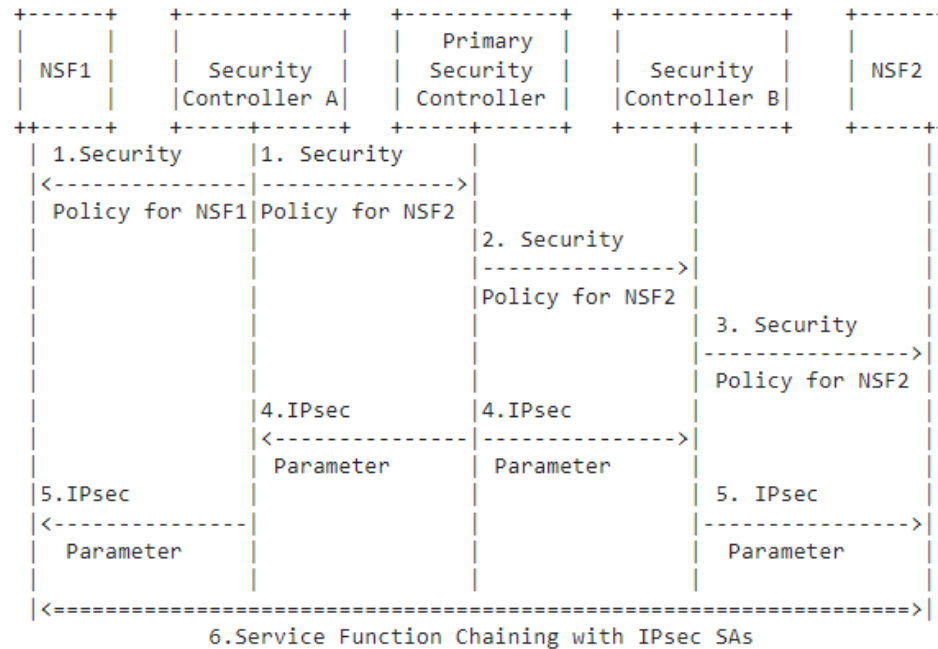 Primary
NSF1 Security Security Security NSF2
Controller A Controller Controller B
1.Security 1. Security
Policy for NSF1 Policy for NSF2
2. Security
Policy for NSF2
3. Security
Policy for NSF2
4.IPsec 4.IPsec
Parameter Parameter
5.IPsec 5. IPsec
Parameter Parameter
6.Service Function Chaining with IPsec SAs